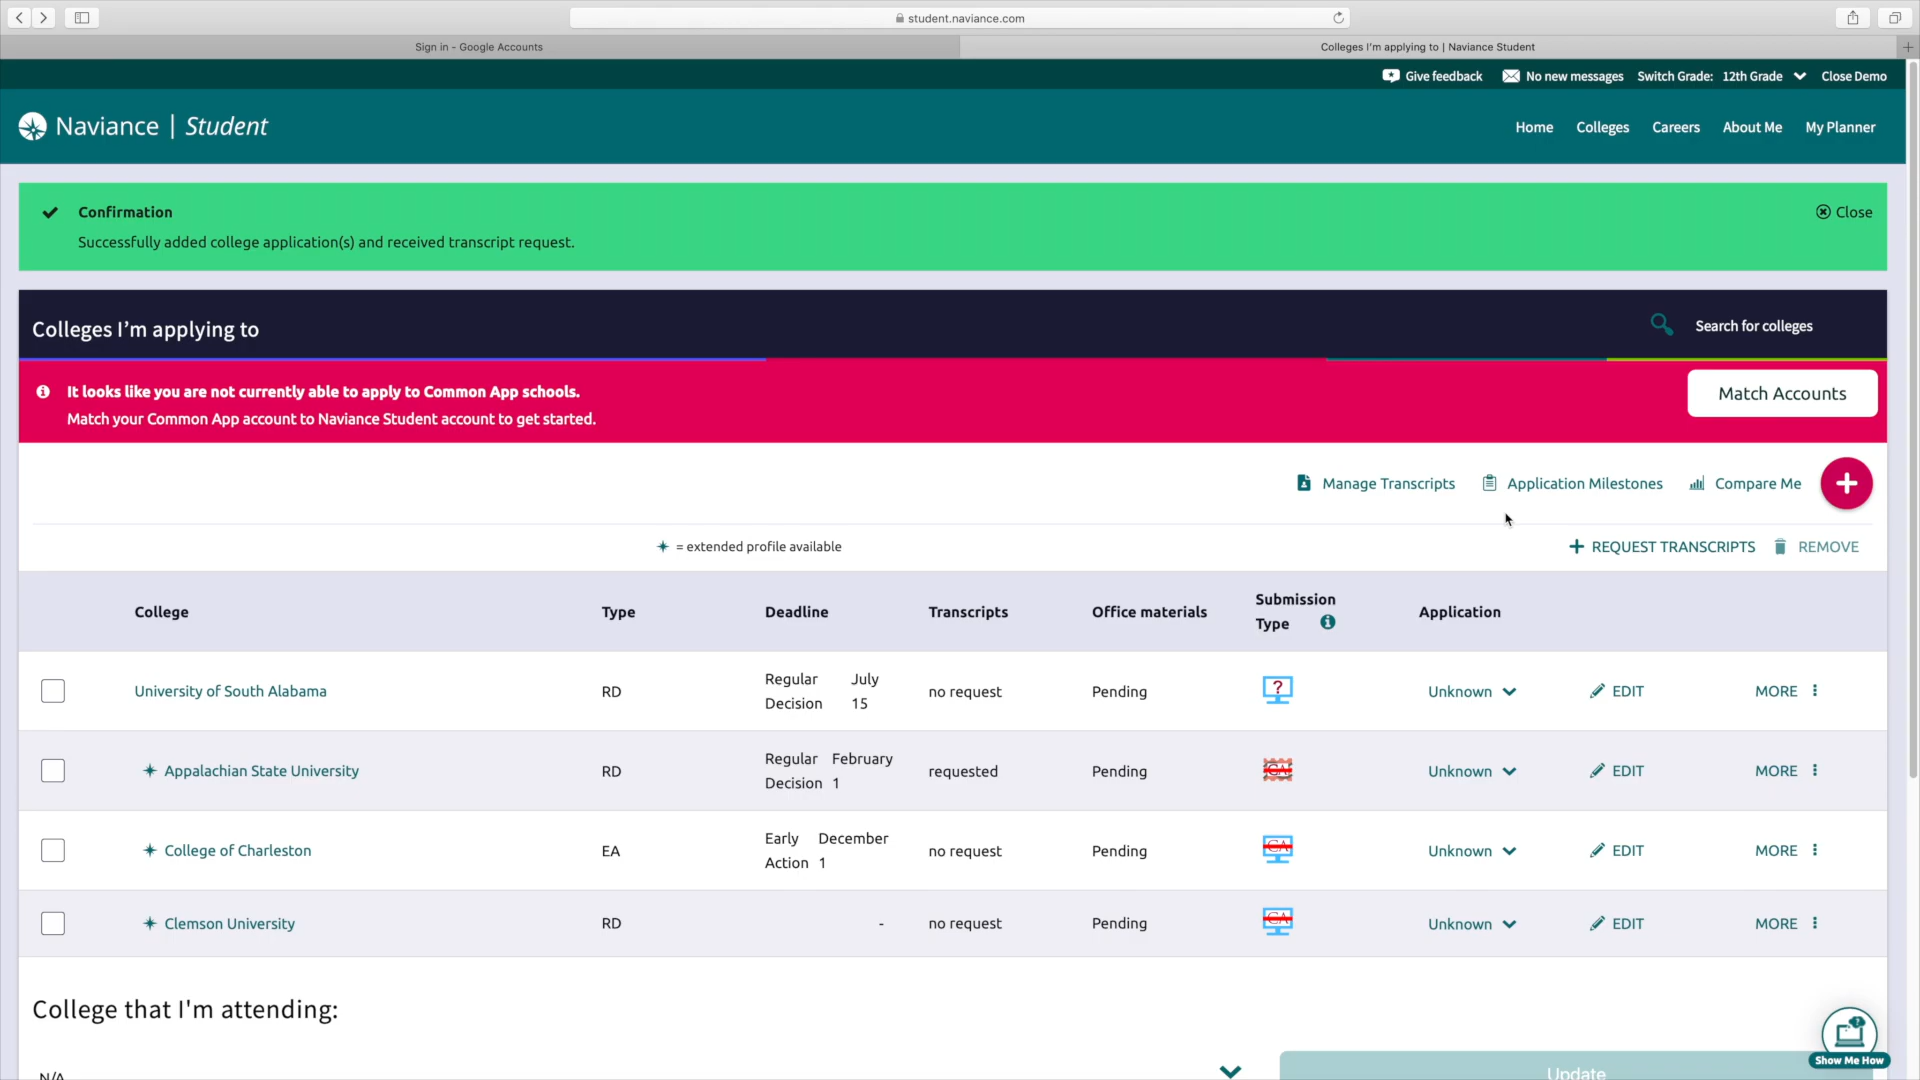 student.naviance.com
Sign in - Google Accounts
Colleges I'm applying to | Naviance Student
Give feedback
No new messages
Switch Grade: 12th Grade
Close Demo
Naviance | Student
Home
Colleges
Careers
About Me
My Planner
Confirmation
Close
Successfully added college application(s) and received transcript request.
Colleges I'm applying to
Search for colleges
It looks like you are not currently able to apply to Common App schools.
Match your Common App account to Naviance Student account to get started.
Match Accounts
Manage Transcripts
Application Milestones
Compare Me
= extended profile available
REQUEST TRANSCRIPTS
REMOVE
College
Type
Deadline
Transcripts
Office materials
Submission
Type
Application
University of South Alabama
RD
Regular July
Decision 15
no request
Pending
?
Unknown
EDIT
MORE
Appalachian State University
RD
Regular February
Decision 1
requested
Pending
CA
Unknown
EDIT
MORE
College of Charleston
EA
Early December
Action 1
no request
Pending
CA
Unknown
EDIT
MORE
Clemson University
RD
-
no request
Pending
CA
Unknown
EDIT
MORE
College that I'm attending:
N/A
Update
Show Me How